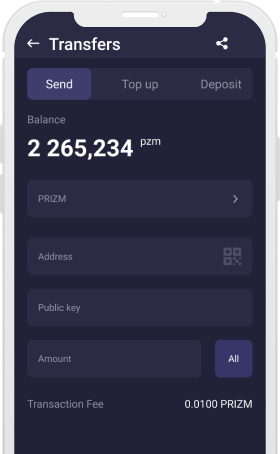 Transfers
Send Top up Deposit
Balance
2 265,234 pzm
PRIZM
Address
Public key
Amount All
Transaction Fee 0.0100 PRIZM